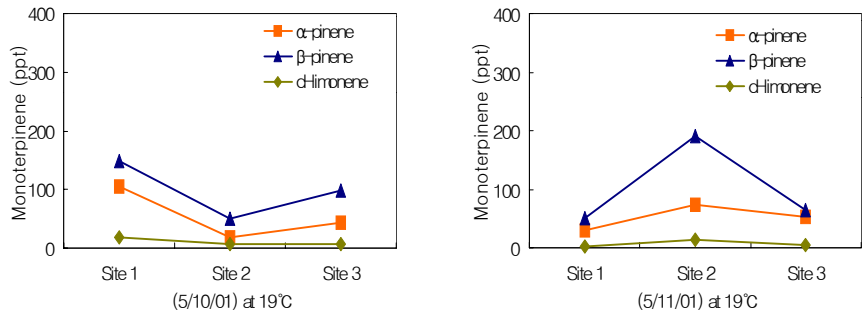 Monoterpinene (ppt)
400
300
200
100
0
α-pinene
β-pinene
d-limonene
Site 1
Site 2
Site 3
(5/10/01) at 19℃
Monoterpinene (ppt)
400
300
200
100
0
α-pinene
β-pinene
d-limonene
Site 1
Site 2
Site 3
(5/11/01) at 19℃